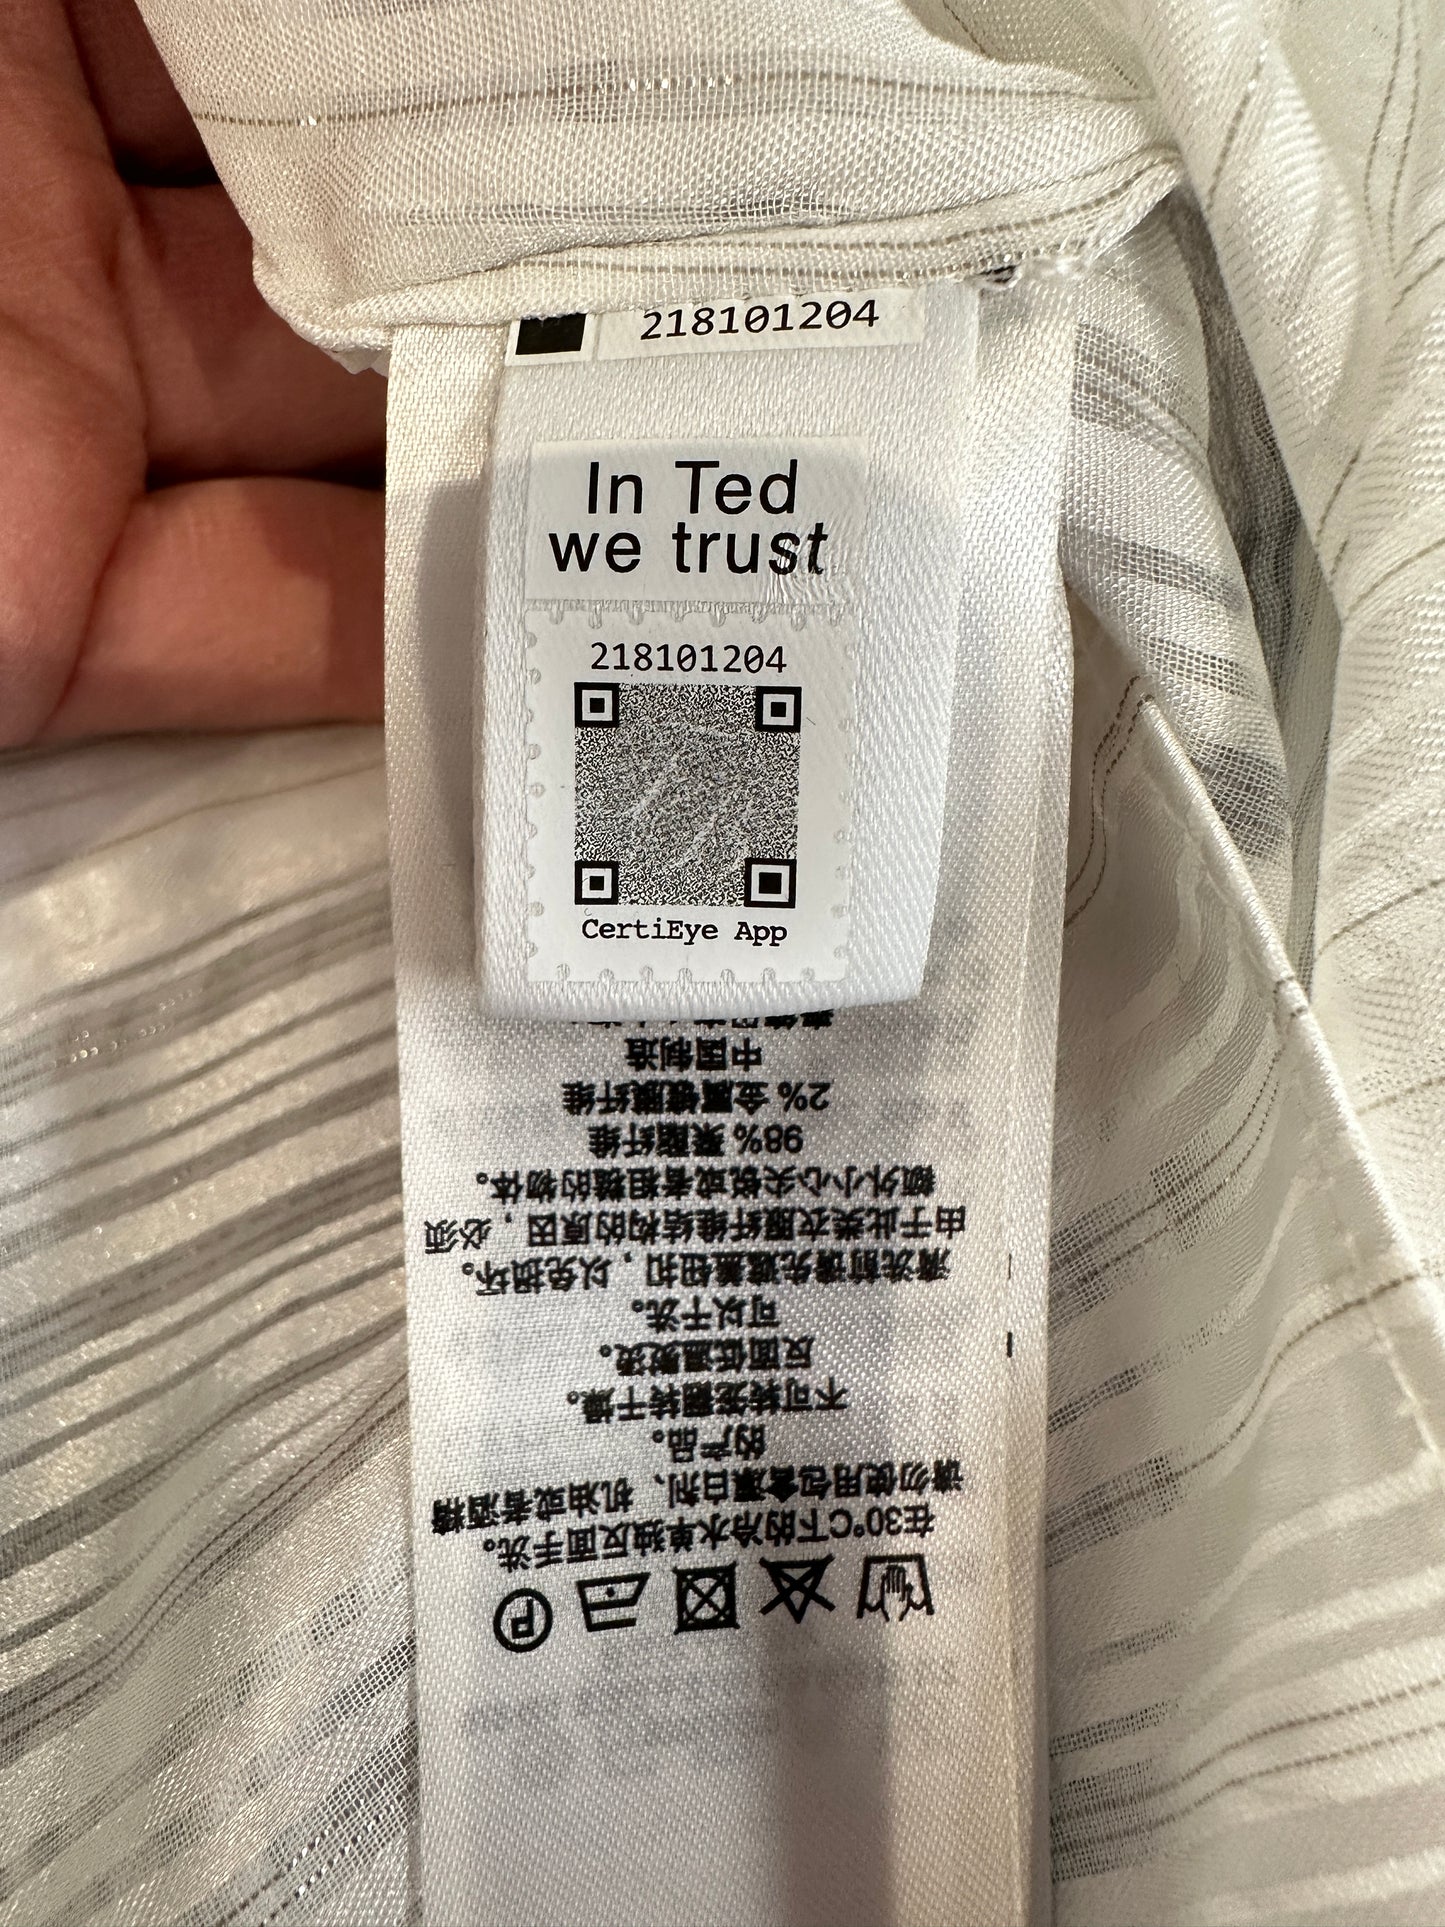 218101204
In Ted
we trust
218101204
CertiEye App
在30°C下的冷水单独反面手洗。
请勿使用包含漂白剂、机油或者酒精
的产品。
不可转笼翻转干燥。
反面低温熨烫。
可以干洗。
清洗前请先遮盖钮扣，以免损坏。
由于此类衣服纤维结构的原因，必须
额外小心尖锐或者粗糙的物体。
98% 聚酯纤维
2% 金属镀膜纤维
中国制造